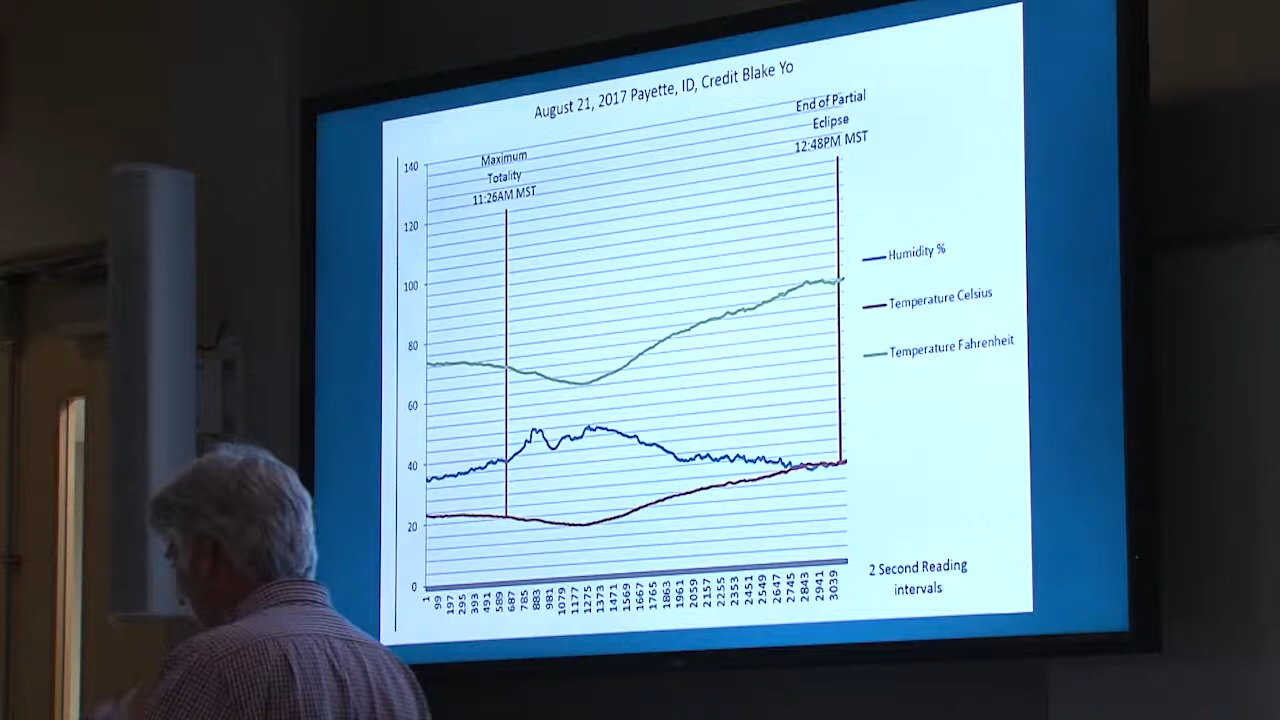 August 21, 2017 Payette, ID, Credit Blake Yo
End of Partial
Eclipse
12:48PM MST
Maximum
Totality
11:26AM MST
140
120
100
80
60
40
20
0
Humidity %
Temperature Celsius
Temperature Fahrenheit
1 99 197 295 393 491 589 687 785 883 981 1079 1177 1275 1373 1471 1569 1667 1765 1863 1961 2059 2157 2255 2353 2451 2549 2647 2745 2843 2941 3039
2 Second Reading
intervals